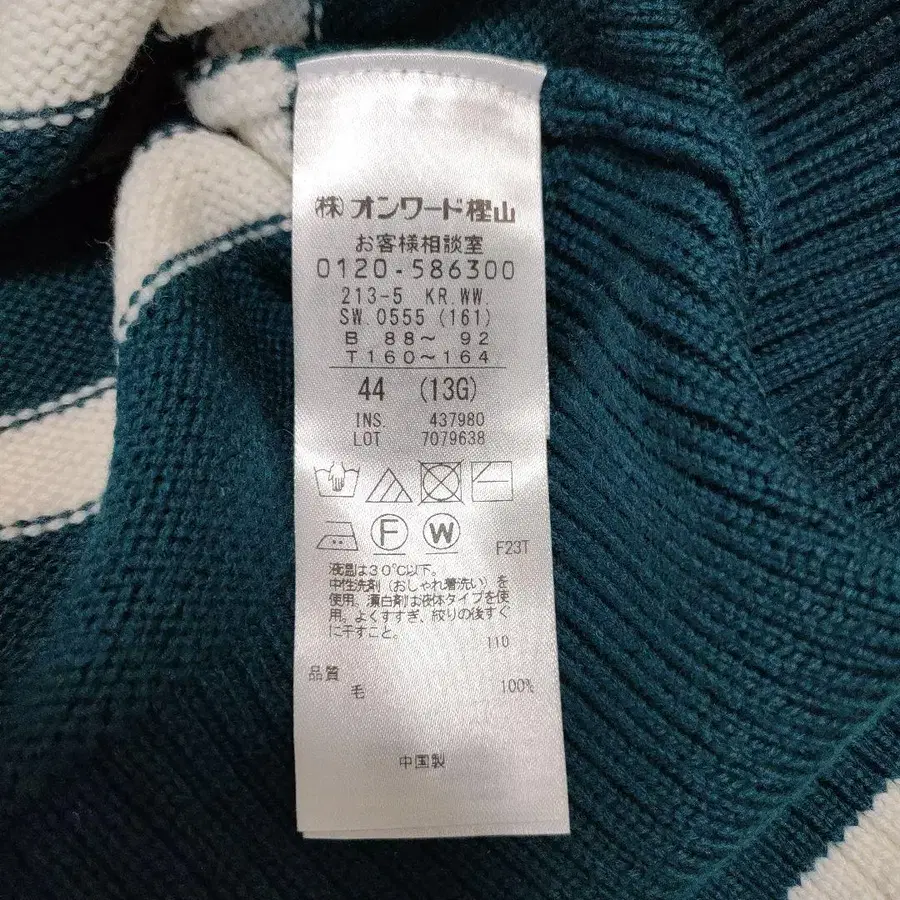 (株)オンワード樫山
お客様相談室
0120-586300
213-5 KR.WW.
SW.0555 (161)
B 88～ 92
T160～164
44 (13G)
INS. 437980
LOT 7079638
F W
F23T
液温は30℃以下。
中性洗剤(おしゃれ着洗い)を
使用。漂白剤は液体タイプを使
用。よくすすぎ、絞りの後すぐ
に干すこと。
110
品質
毛 100%
中国製